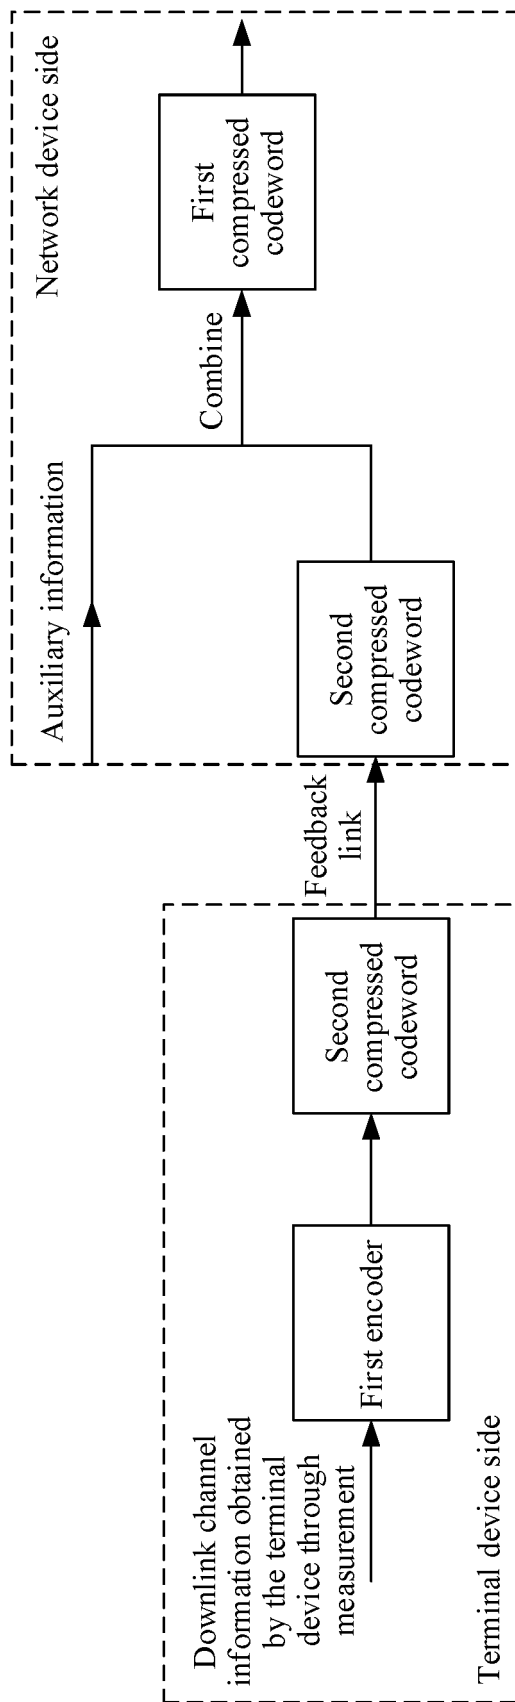 Downlink channel
information obtained
by the terminal
device through
measurement
First encoder
Second
compressed
codeword
Terminal device side
Feedback
link
Auxiliary information
Second
compressed
codeword
Combine
First
compressed
codeword
Network device side